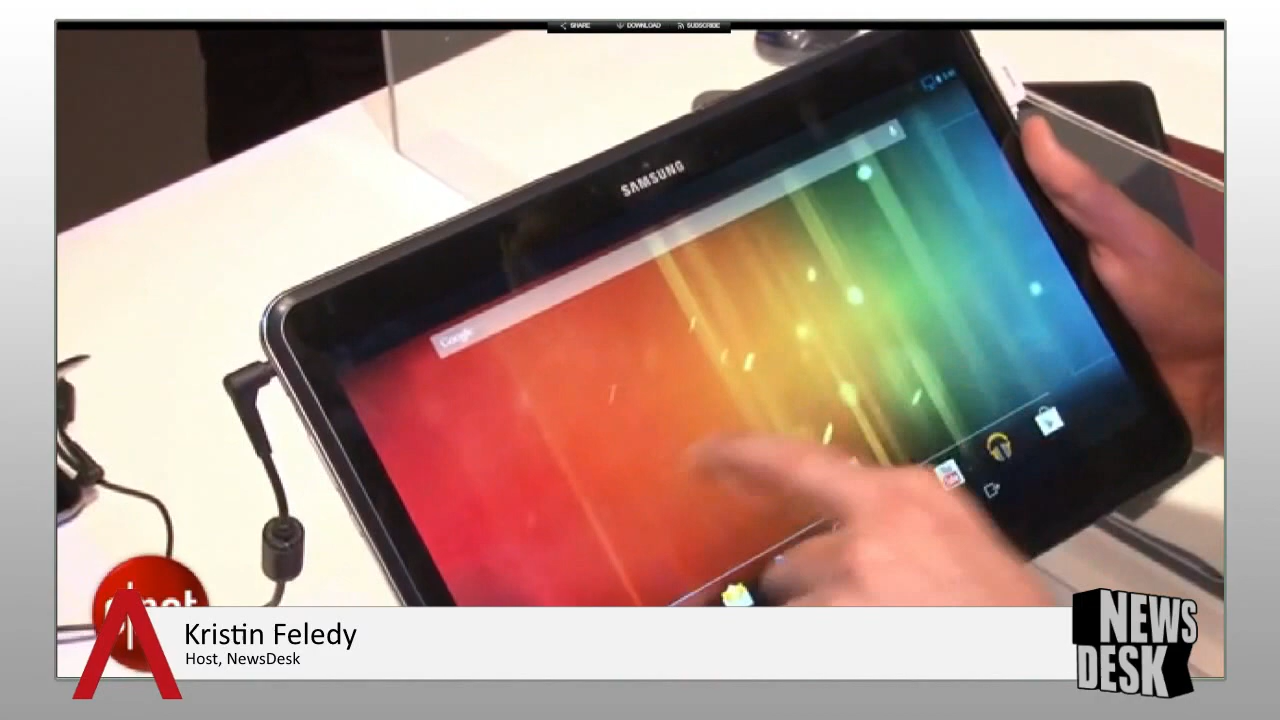 SHARE DOWNLOAD SUBSCRIBE
SAMSUNG
Google
Kristin Feledy
Host, NewsDesk
NEWS
DESK